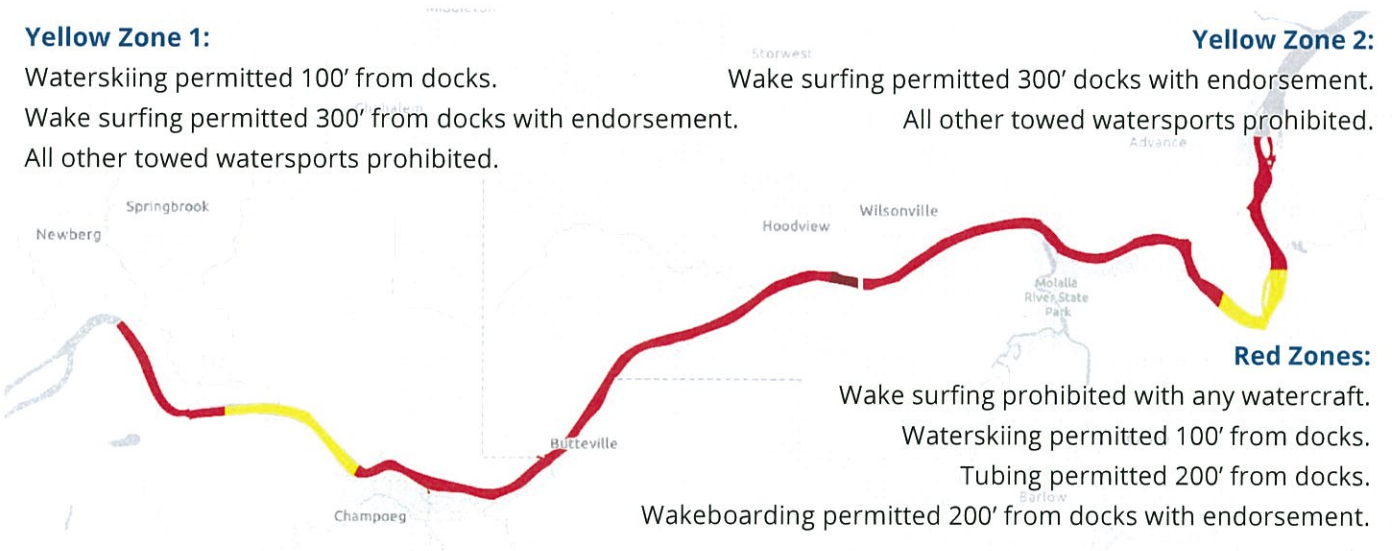 Yellow Zone 1:
Waterskiing permitted 100’ from docks.
Wake surfing permitted 300’ from docks with endorsement.
All other towed watersports prohibited.
Storwest
Yellow Zone 2:
Wake surfing permitted 300’ docks with endorsement.
All other towed watersports prohibited.
Advance
Springbrook
Newberg
Hoodview
Wilsonville
Molalla
River State
Park
Butteville
Champoeg
Red Zones:
Wake surfing prohibited with any watercraft.
Waterskiing permitted 100’ from docks.
Tubing permitted 200’ from docks.
Barlow
Wakeboarding permitted 200’ from docks with endorsement.